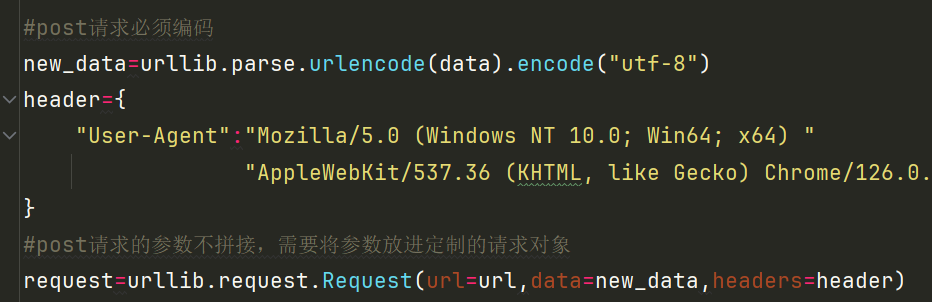 #post请求必须编码
new_data=urllib.parse.urlencode(data).encode("utf-8")
header={
"User-Agent":"Mozilla/5.0 (Windows NT 10.0; Win64; x64) "
"AppleWebKit/537.36 (KHTML, like Gecko) Chrome/126.0.
}
#post请求的参数不拼接，需要将参数放进定制的请求对象
request=urllib.request.Request(url=url,data=new_data,headers=header)